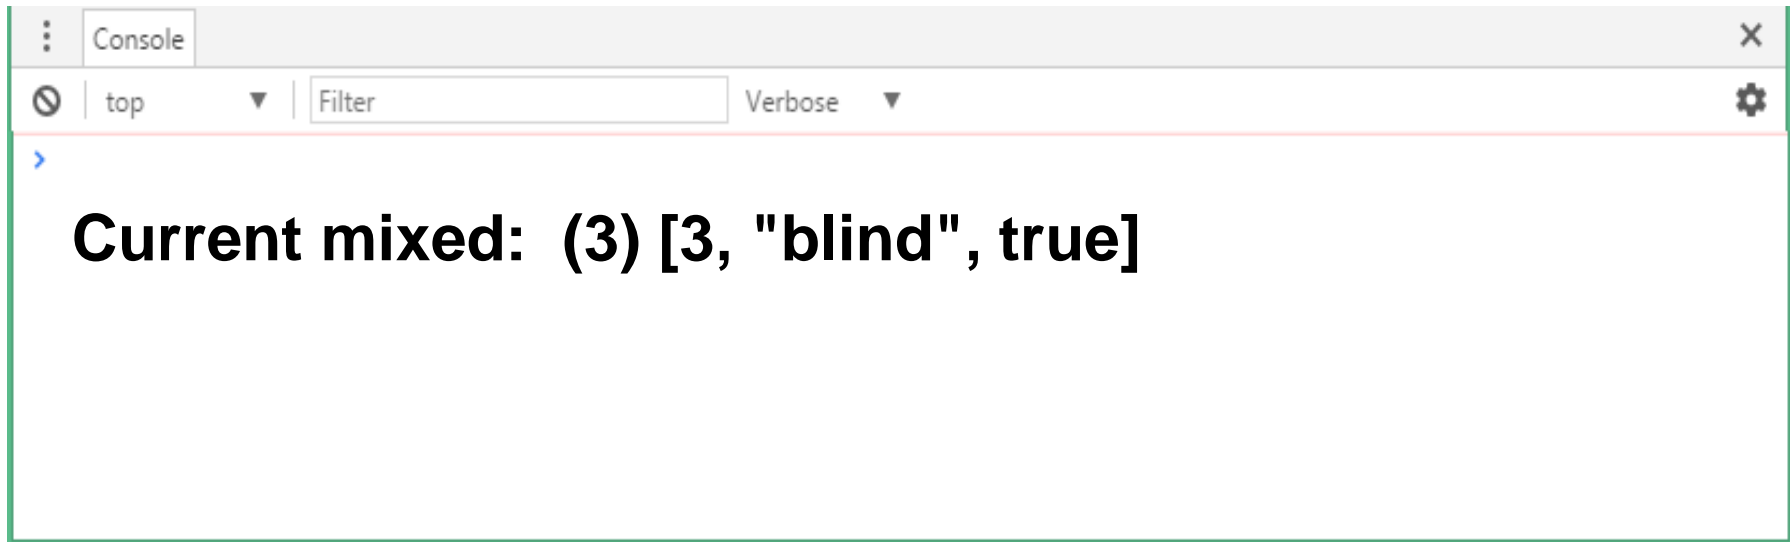 Console
top Filter Verbose
Current mixed: (3) [3, "blind", true]